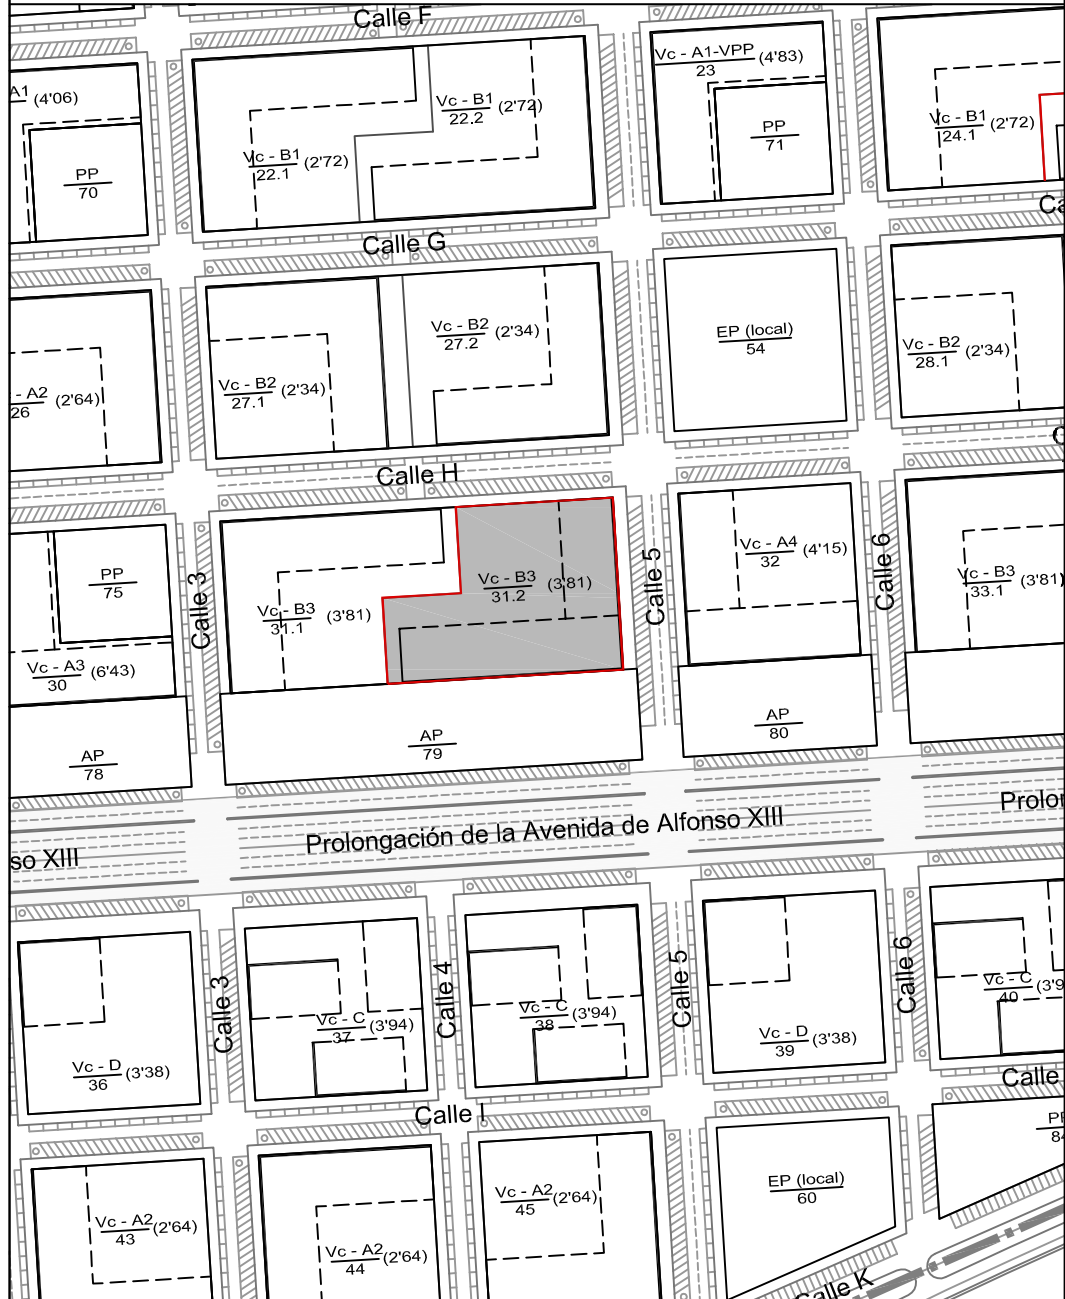 Calle F
A1 (4'06)
PP
70
Vc - B1 (2'72)
22.1
Vc - B1 (2'72)
22.2
Vc - A1-VPP (4'83)
23
PP
71
Vc - B1 (2'72)
24.1
Calle G
Ca
- A2 (2'64)
26
Vc - B2 (2'34)
27.1
Vc - B2 (2'34)
27.2
EP (local)
54
Vc - B2 (2'34)
28.1
Calle H
C
PP
75
Vc - A3 (6'43)
30
Calle 3
Vc - B3 (3'81)
31.1
Vc - B3 (3'81)
31.2
Calle 5
Vc - A4 (4'15)
32
Calle 6
Vc - B3 (3'81)
33.1
AP
78
AP
79
AP
80
so XIII
Prolongación de la Avenida de Alfonso XIII
Prolon
Vc - D (3'38)
36
Calle 3
Vc - C (3'94)
37
Calle 4
Vc - C (3'94)
38
Calle 5
Vc - D (3'38)
39
Calle 6
Vc - C (3'9
40
Calle I
Calle
Vc - A2 (2'64)
43
Vc - A2 (2'64)
44
Vc - A2 (2'64)
45
EP (local)
60
PP
84
Calle K